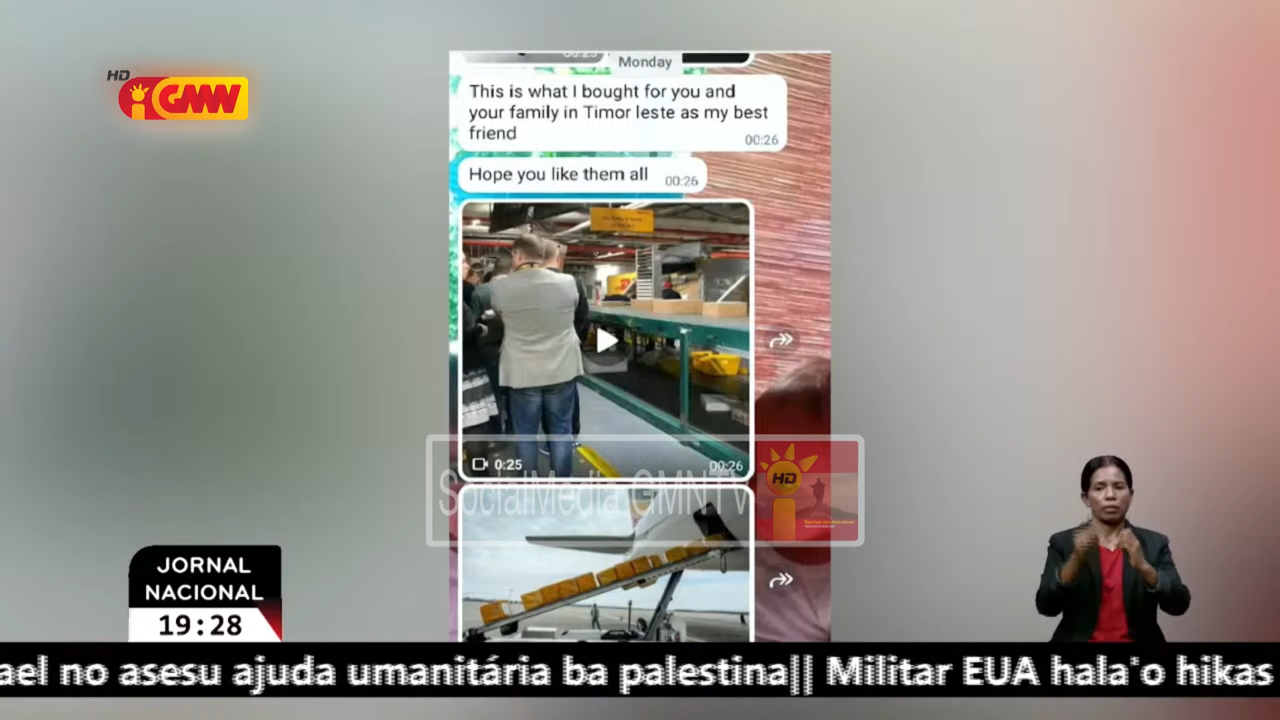 HD
GMN
Monday
This is what I bought for you and
your family in Timor leste as my best
friend
00:26
Hope you like them all
00:26
0:25
00:26
SocialMedia.GMNTV
HD
JORNAL
NACIONAL
19:28
ael no asesu ajuda umanitária ba palestina|| Militar EUA hala'o hikas